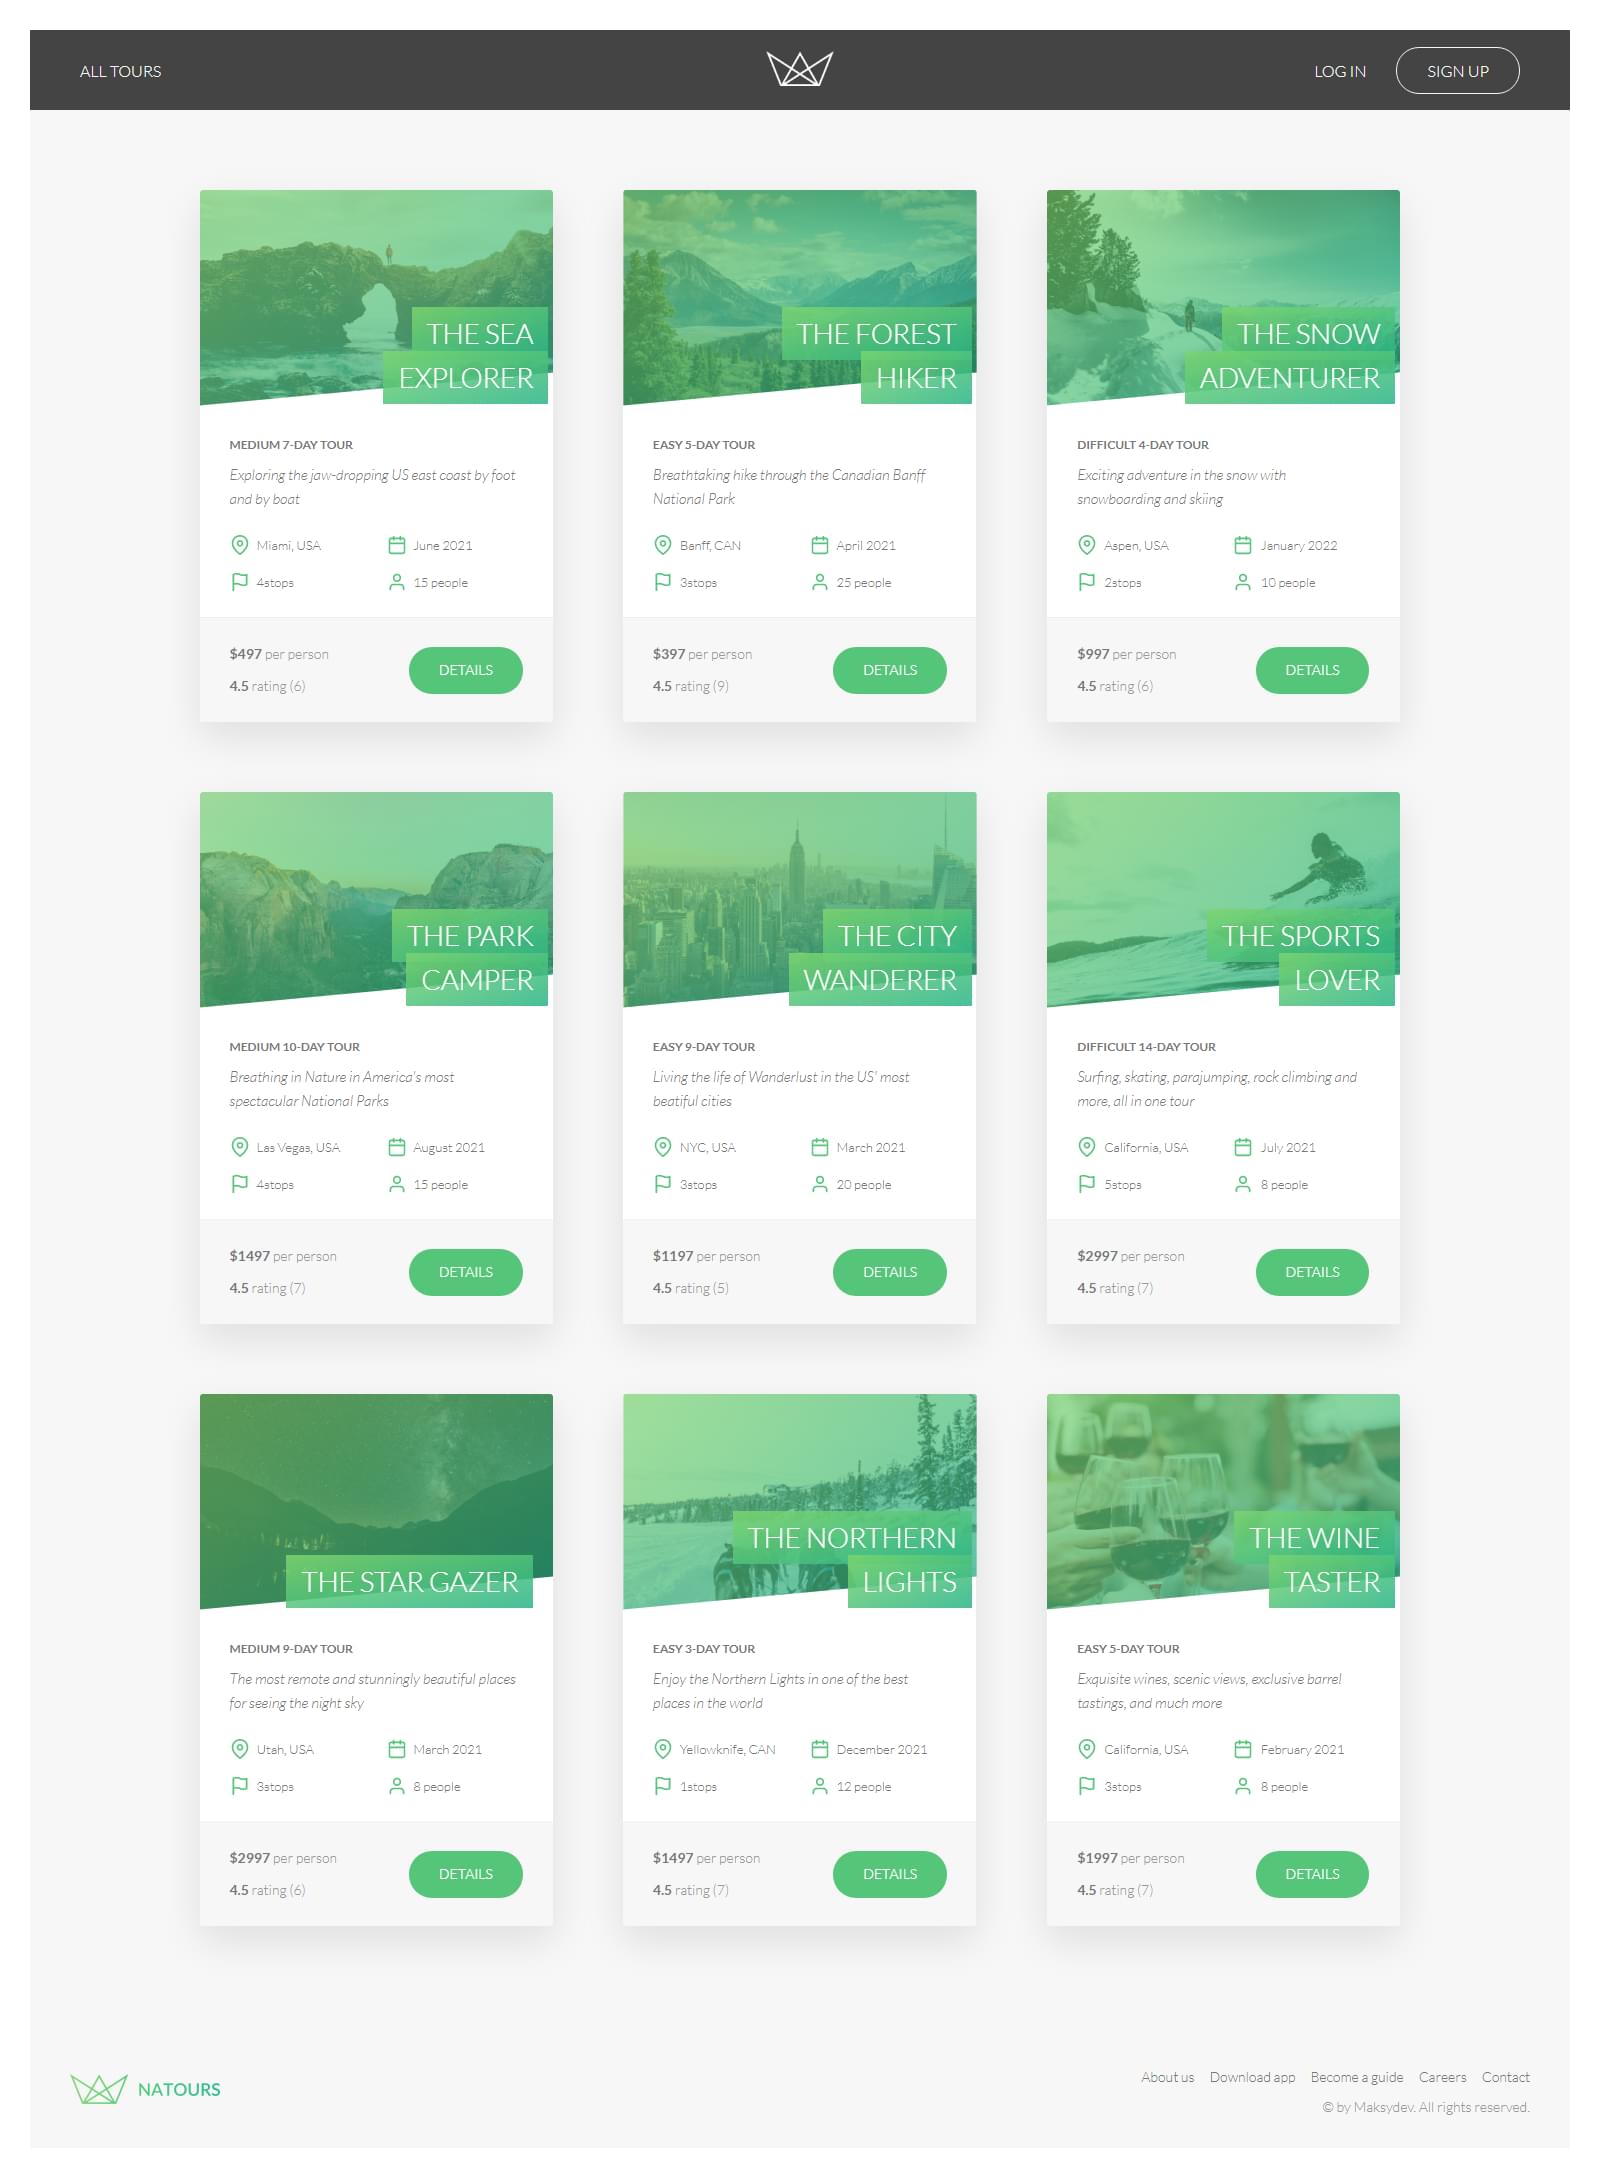 ALL TOURS
LOG IN
SIGN UP
THE SEA
EXPLORER
MEDIUM 7-DAY TOUR
Exploring the jaw-dropping US east coast by foot
and by boat
Miami, USA
June 2021
4stops
15 people
$497 per person
4.5 rating (6)
DETAILS
THE FOREST
HIKER
EASY 5-DAY TOUR
Breathtaking hike through the Canadian Banff
National Park
Banff, CAN
April 2021
3stops
25 people
$397 per person
4.5 rating (9)
DETAILS
THE SNOW
ADVENTURER
DIFFICULT 4-DAY TOUR
Exciting adventure in the snow with
snowboarding and skiing
Aspen, USA
January 2022
2stops
10 people
$997 per person
4.5 rating (6)
DETAILS
THE PARK
CAMPER
MEDIUM 10-DAY TOUR
Breathing in Nature in America's most
spectacular National Parks
Las Vegas, USA
August 2021
4stops
15 people
$1497 per person
4.5 rating (7)
DETAILS
THE CITY
WANDERER
EASY 9-DAY TOUR
Living the life of Wanderlust in the US' most
beatiful cities
NYC, USA
March 2021
3stops
20 people
$1197 per person
4.5 rating (5)
DETAILS
THE SPORTS
LOVER
DIFFICULT 14-DAY TOUR
Surfing, skating, parajumping, rock climbing and
more, all in one tour
California, USA
July 2021
5stops
8 people
$2997 per person
4.5 rating (7)
DETAILS
THE STAR GAZER
MEDIUM 9-DAY TOUR
The most remote and stunningly beautiful places
for seeing the night sky
Utah, USA
March 2021
3stops
8 people
$2997 per person
4.5 rating (6)
DETAILS
THE NORTHERN
LIGHTS
EASY 3-DAY TOUR
Enjoy the Northern Lights in one of the best
places in the world
Yellowknife, CAN
December 2021
1stops
12 people
$1497 per person
4.5 rating (7)
DETAILS
THE WINE
TASTER
EASY 5-DAY TOUR
Exquisite wines, scenic views, exclusive barrel
tastings, and much more
California, USA
February 2021
3stops
8 people
$1997 per person
4.5 rating (7)
DETAILS
NATOURS
About us Download app Become a guide Careers Contact
© by Maksydev. All rights reserved.